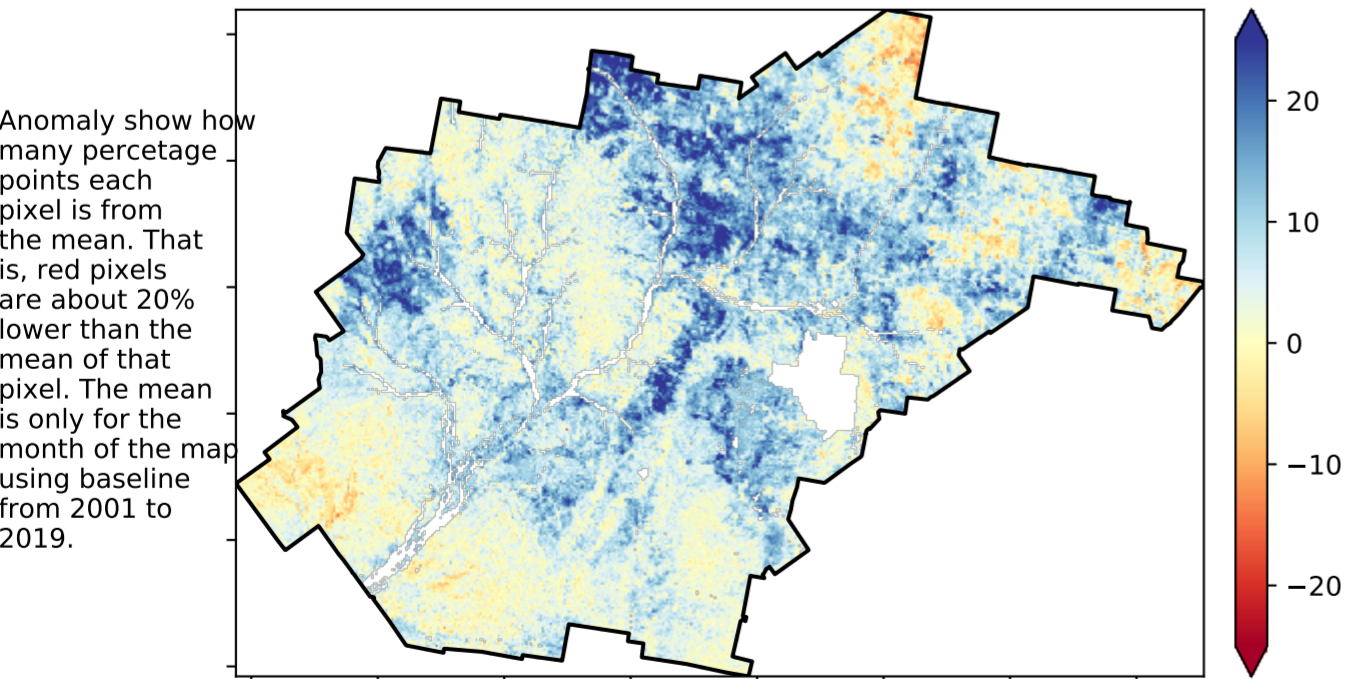 Anomaly show how
many percetage
points each
pixel is from
the mean. That
is, red pixels
are about 20%
lower than the
mean of that
pixel. The mean
is only for the
month of the map
using baseline
from 2001 to
2019.
20
10
0
−10
−20